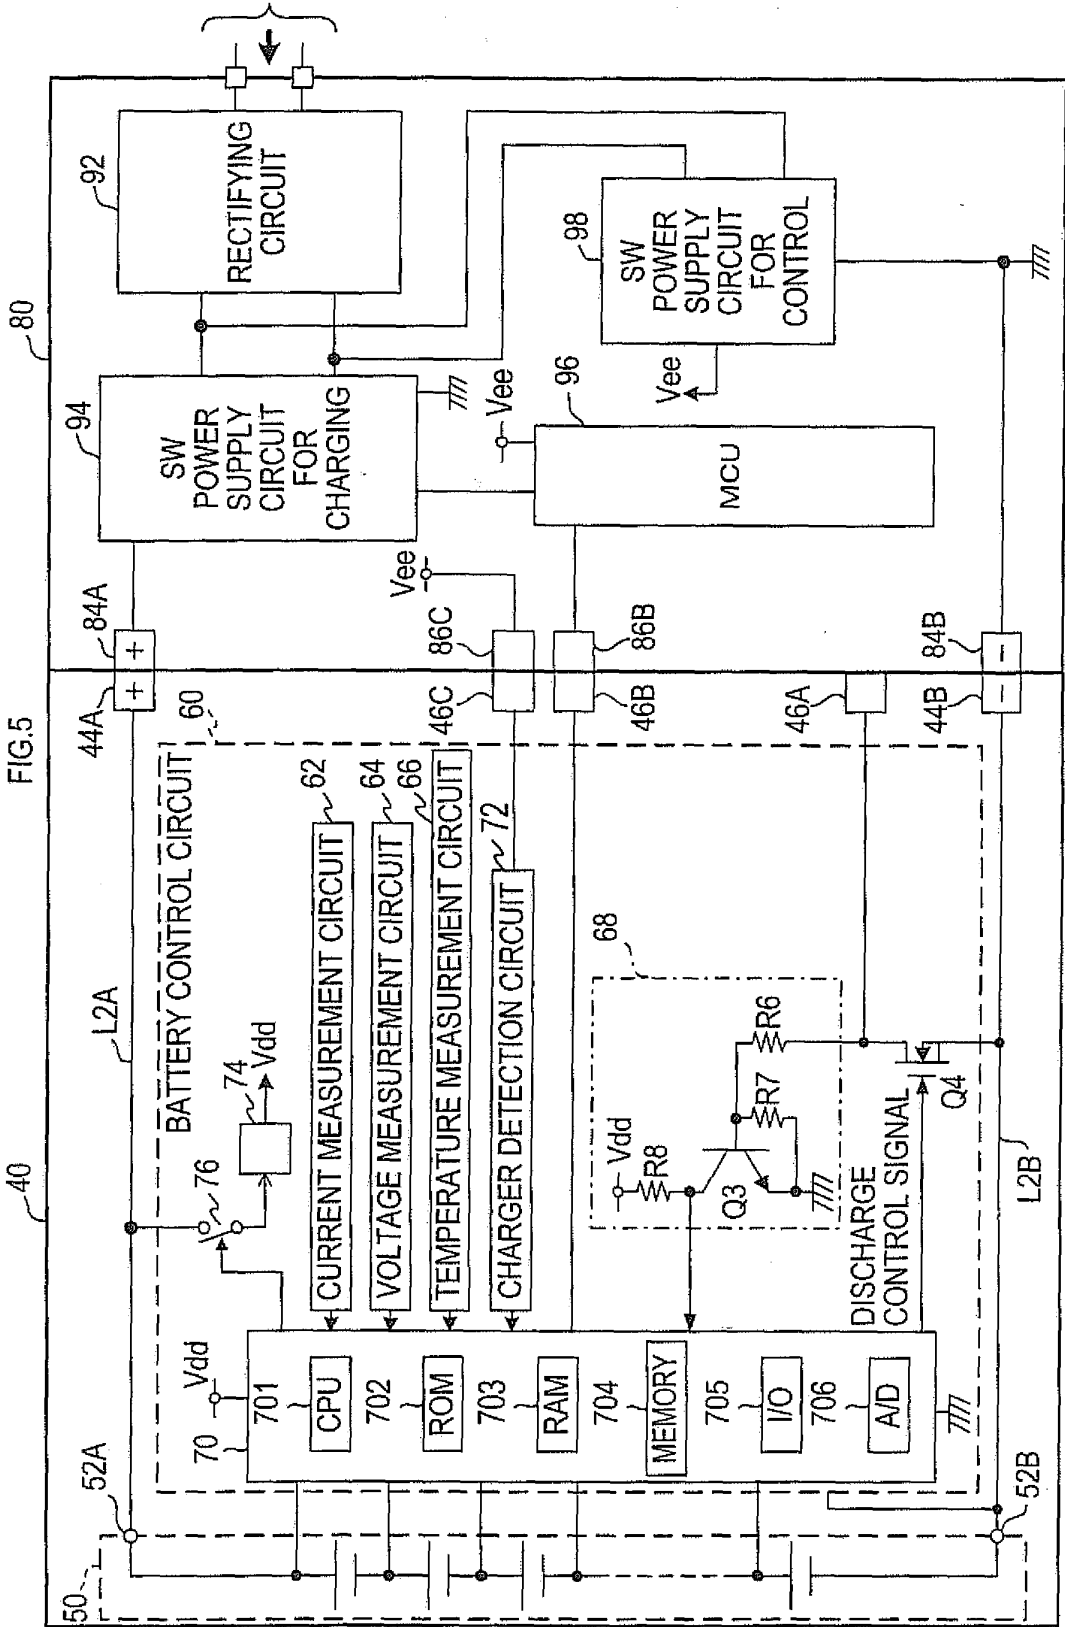 FIG.5
40
80
50
52A
L2A
44A
84A
+
+
94
SW
POWER
SUPPLY
CIRCUIT
FOR
CHARGING
92
RECTIFYING
CIRCUIT
60
BATTERY CONTROL CIRCUIT
76
74
Vdd
Vdd
70
701
CPU
702
ROM
703
RAM
704
MEMORY
705
I/O
706
A/D
62
CURRENT MEASUREMENT CIRCUIT
64
VOLTAGE MEASUREMENT CIRCUIT
66
TEMPERATURE MEASUREMENT CIRCUIT
72
CHARGER DETECTION CIRCUIT
46C
86C
Vee
Vee
96
MCU
46B
86B
98
SW
POWER
SUPPLY
CIRCUIT
FOR
CONTROL
Vee
68
Vdd
R8
Q3
R7
R6
46A
DISCHARGE
CONTROL SIGNAL
Q4
52B
L2B
44B
84B
−
−